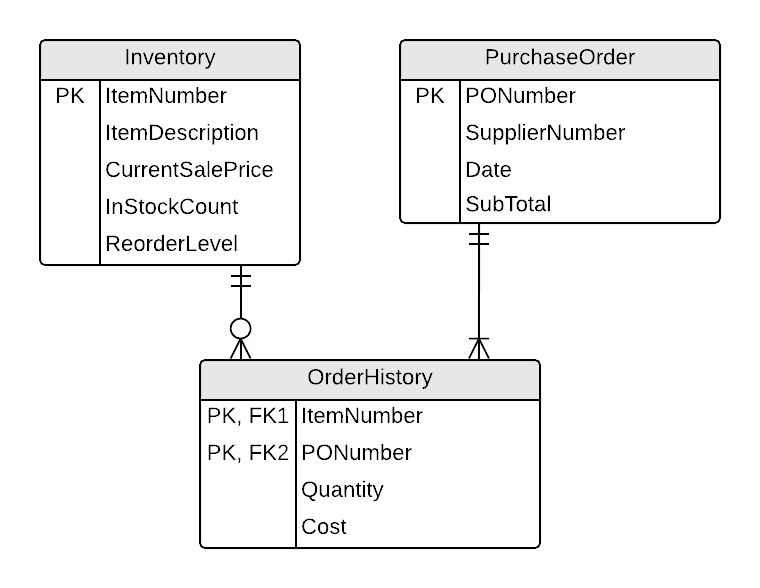 Inventory
PK ItemNumber
ItemDescription
CurrentSalePrice
InStockCount
ReorderLevel
PurchaseOrder
PK PONumber
SupplierNumber
Date
SubTotal
OrderHistory
PK, FK1 ItemNumber
PK, FK2 PONumber
Quantity
Cost